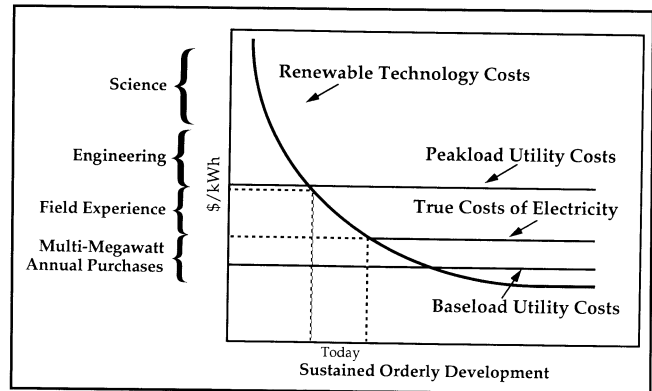 Science
Engineering
Field Experience
Multi-Megawatt
Annual Purchases
$/kWh
Renewable Technology Costs
Peakload Utility Costs
True Costs of Electricity
Baseload Utility Costs
Today
Sustained Orderly Development